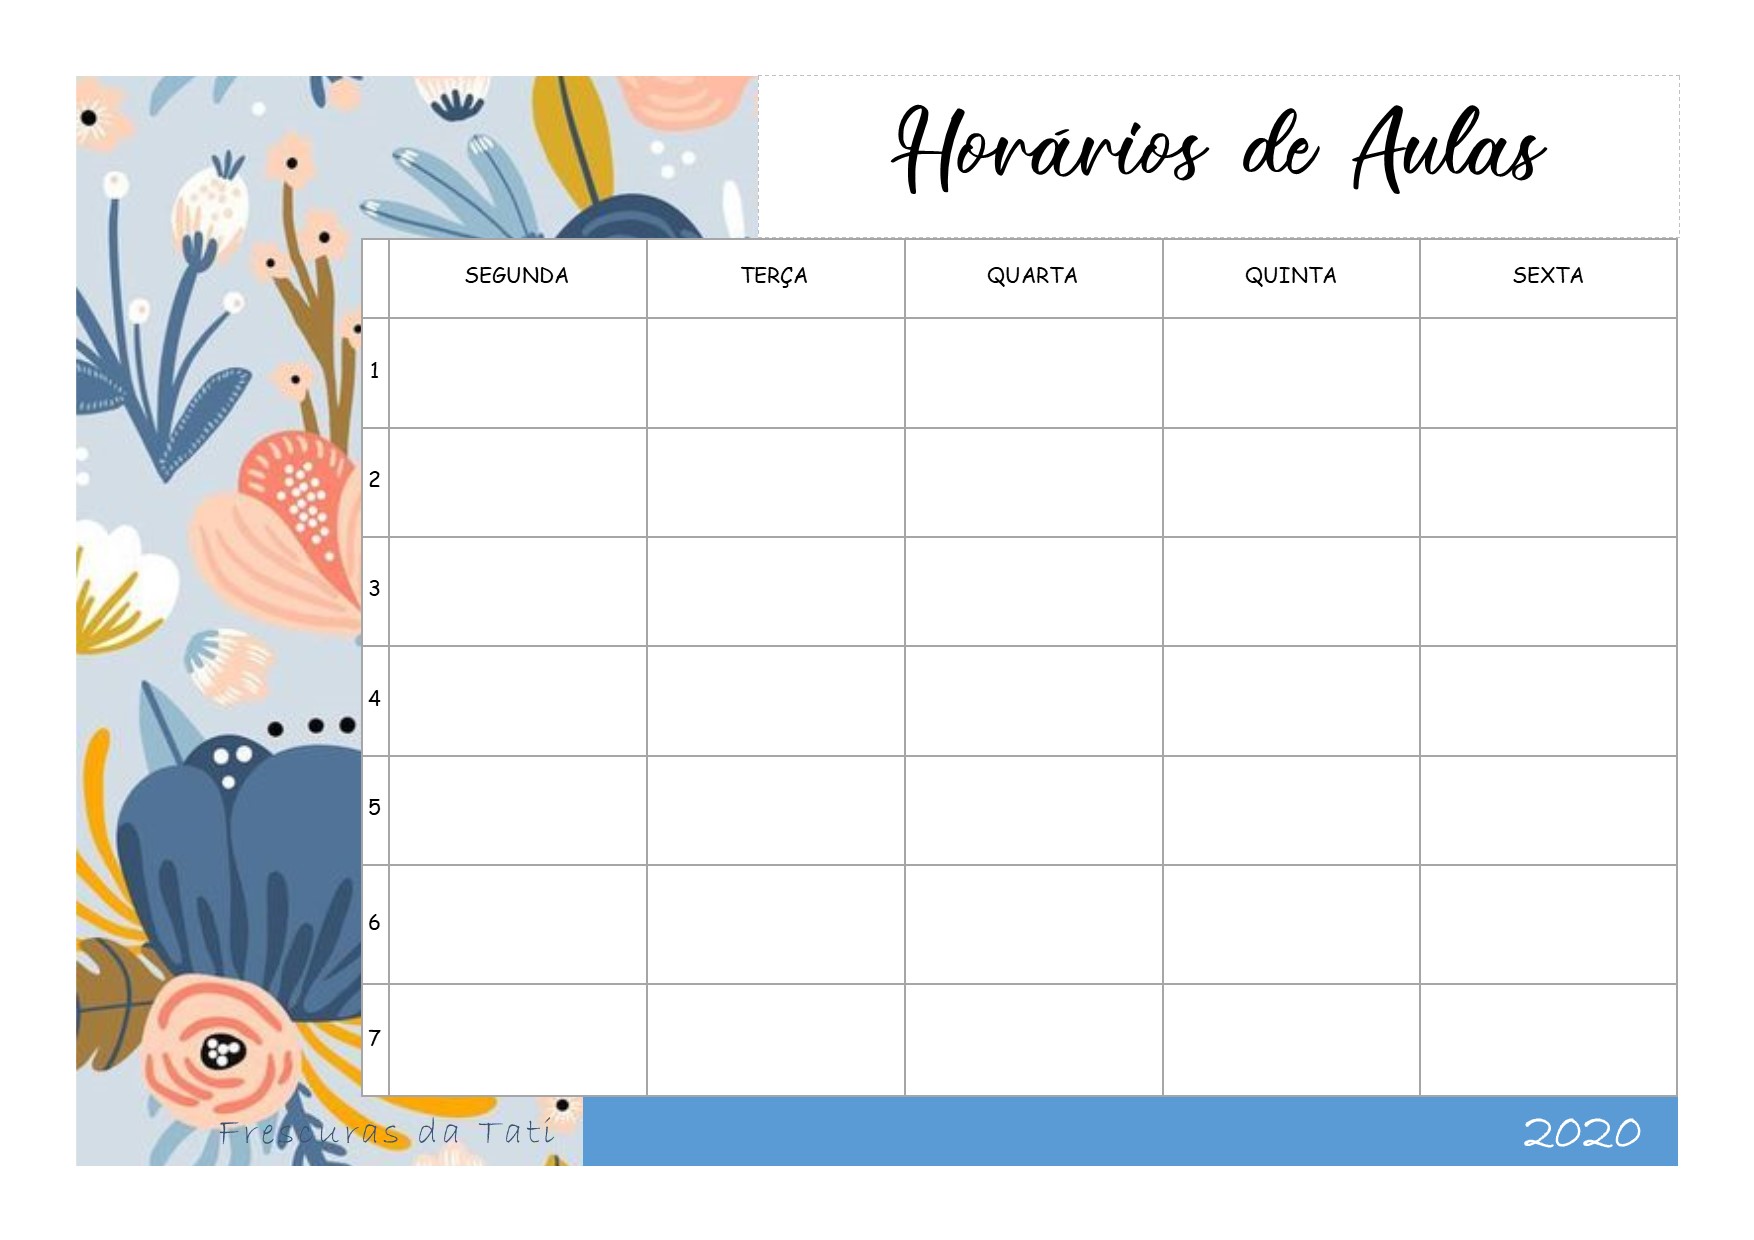 Horários de Aulas
SEGUNDA TERÇA QUARTA QUINTA SEXTA
1
2
3
4
5
6
7
Frescuras da Tati
2020